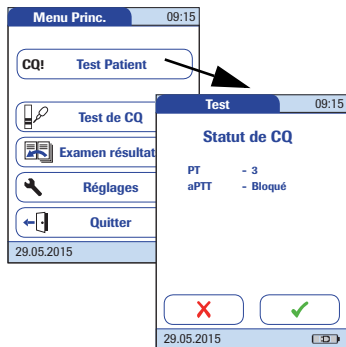 Menu Princ. 09:15
CQ! Test Patient
Test de CQ
Examen résultat
Réglages
Quitter
29.05.2015
Test 09:15
Statut de CQ
PT - 3
aPTT - Bloqué
29.05.2015